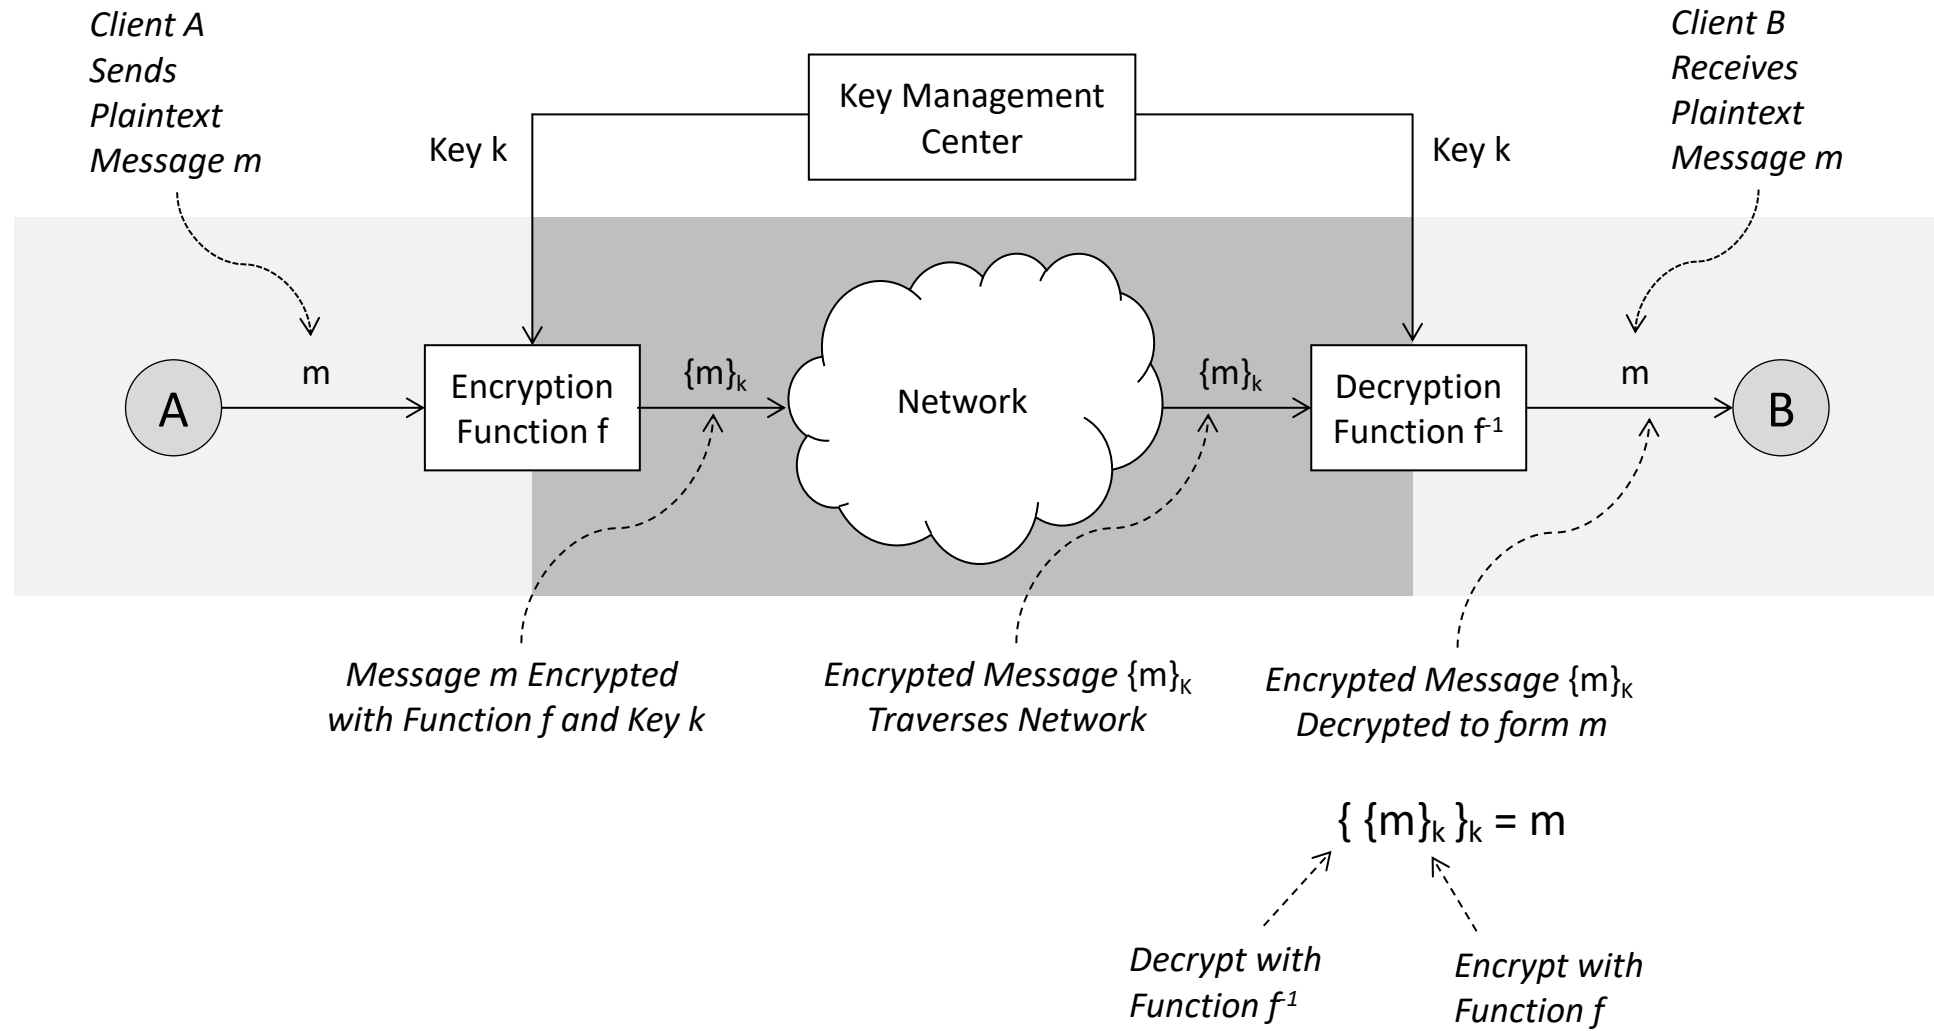 Client A
Sends
Plaintext
Message m
Client B
Receives
Plaintext
Message m
Key Management
Center
Key k
Key k
A
m
Encryption
Function f
{m}k
Network
{m}k
Decryption
Function f-1
m
B
Message m Encrypted
with Function f and Key k
Encrypted Message {m}K
Traverses Network
Encrypted Message {m}K
Decrypted to form m
{ {m}k }k = m
Decrypt with
Function f-1
Encrypt with
Function f